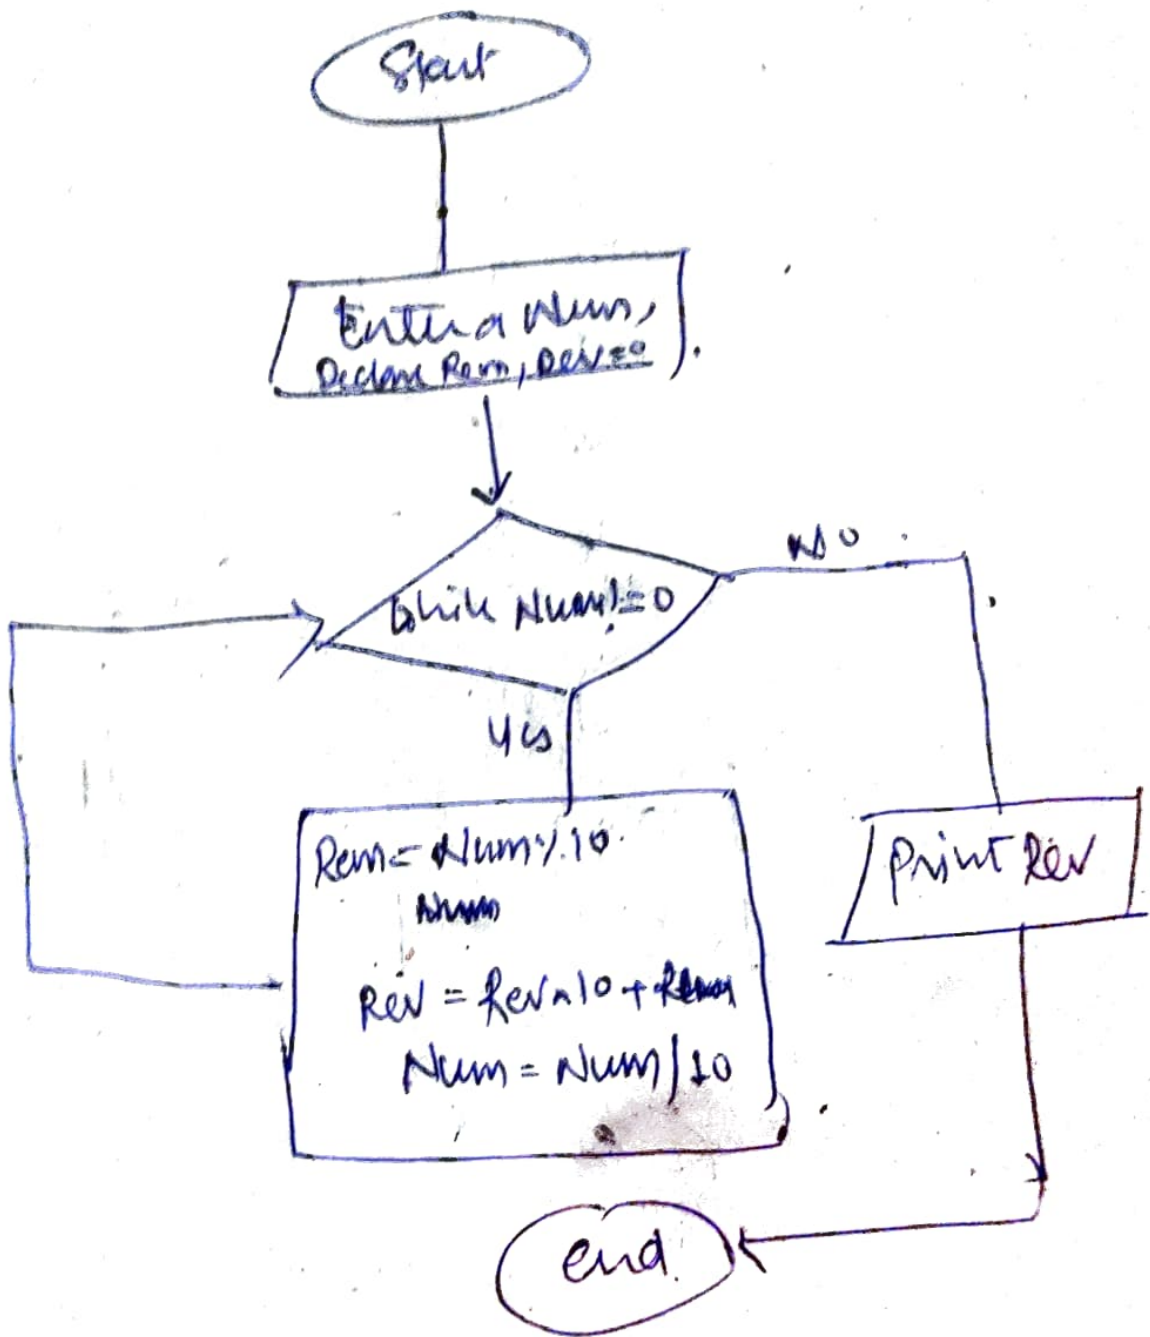 Start
Enter a Num,
Declare Rem, Rev=0
While Num!=0
No
Yes
Rem = Num%10
Num
Rev = Rev*10 + Rem
Num = Num/10
Print Rev
end